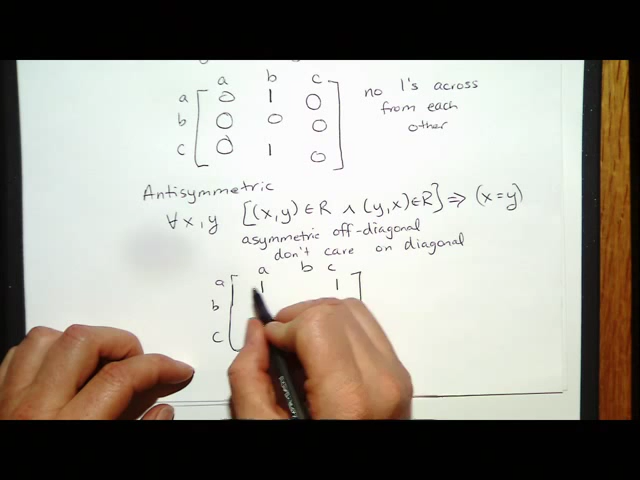 a b c
a 0 1 0
b 0 0 0
c 0 1 0
no 1's across
from each
other
Antisymmetric
∀x,y [(x,y)∈R ∧ (y,x)∈R] ⇒ (x=y)
asymmetric off-diagonal
don't care on diagonal
a b c
a 1 1
b
c